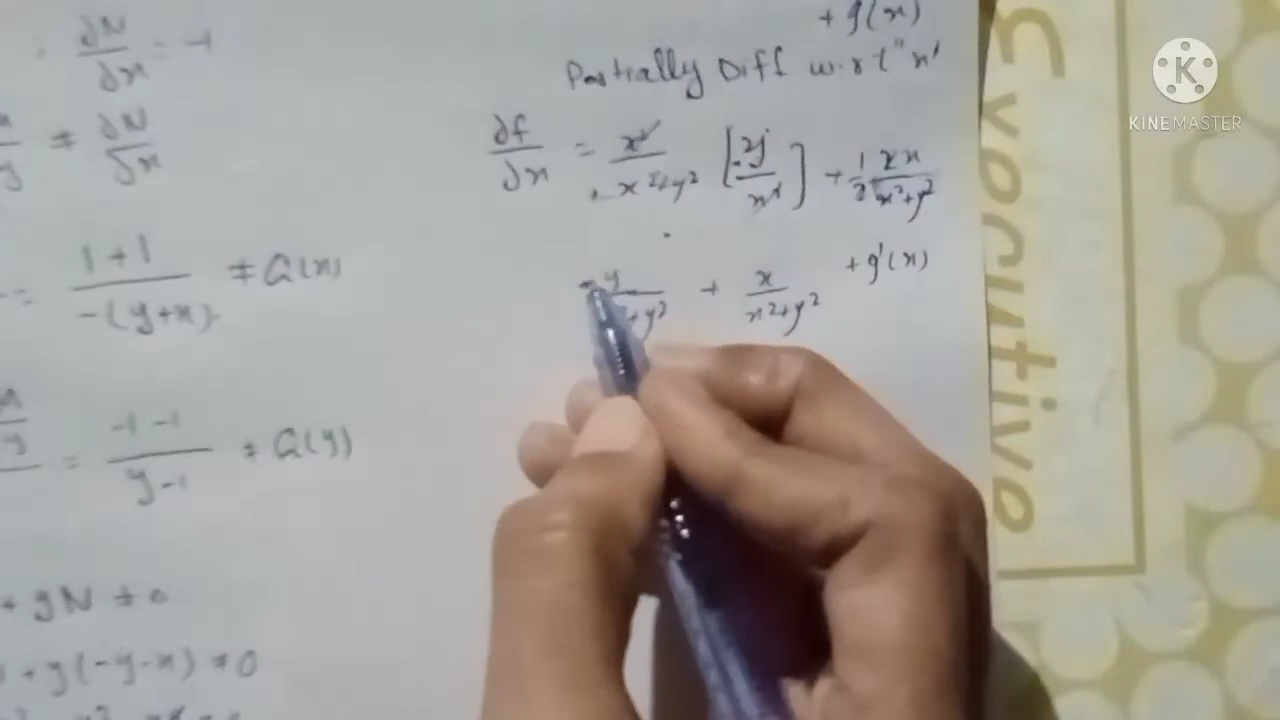 : ∂N/∂x = -1
≠ ∂N/∂x
= 1+1/-(y+x) ≠ Q(x)
= -1-1/y-1 ≠ Q(y)
+ yN ≠ 0
+ y(-y-x) ≠ 0
+ g(x)
Partially Diff w.r.t "x'
∂f/∂x = x²/x²+y² [-y/x²] + 1/2 2x/x²+y²
+ g'(x)
-y/+y² + x/x²+y²
Executive
KINEMASTER